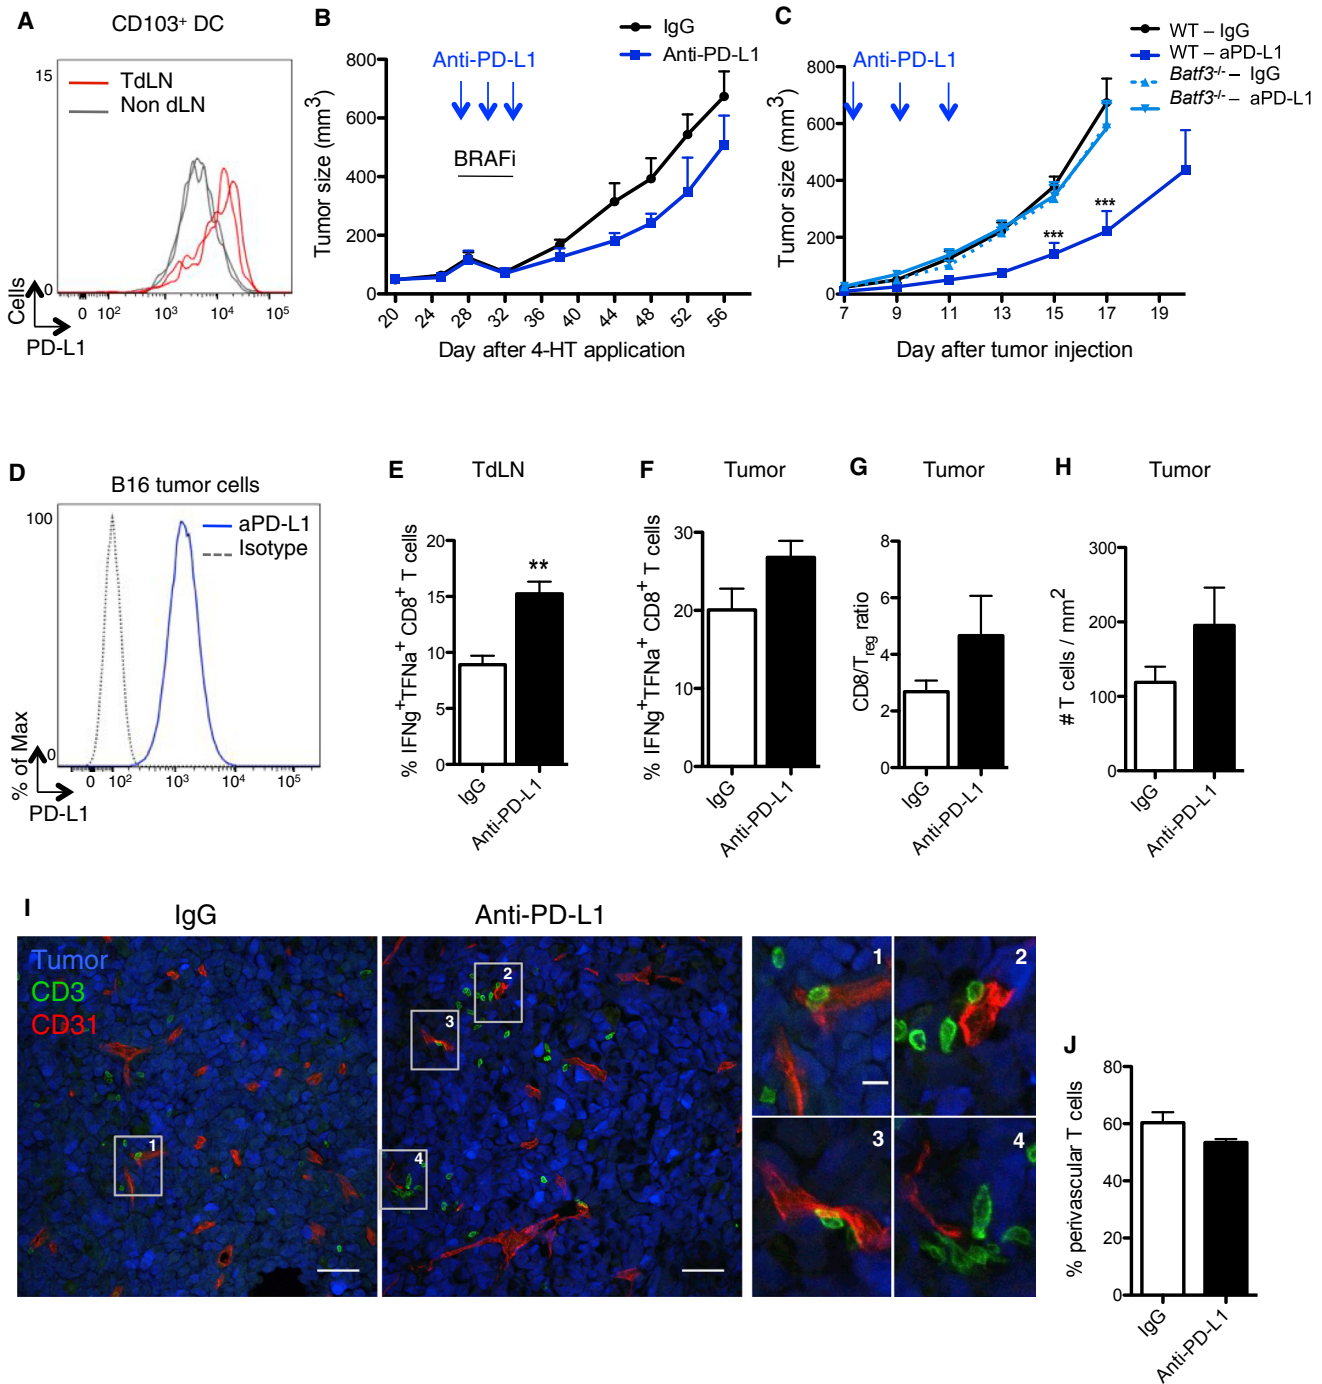 A
CD103+ DC
15
TdLN
Non dLN
0
Cells
0 10² 10³ 10⁴ 10⁵
PD-L1
B
IgG
Anti-PD-L1
Anti-PD-L1
BRAFi
Tumor size (mm³)
800
600
400
200
0
20 24 28 32 36 40 44 48 52 56
Day after 4-HT application
C
WT – IgG
WT – aPD-L1
Batf3-/- – IgG
Batf3-/- – aPD-L1
Anti-PD-L1
Tumor size (mm³)
800
600
400
200
0
***
***
7 9 11 13 15 17 19
Day after tumor injection
D
B16 tumor cells
100
aPD-L1
Isotype
0
% of Max
0 10² 10³ 10⁴ 10⁵
PD-L1
E
TdLN
% IFNg+TFNa+ CD8+ T cells
20
15
10
5
0
**
IgG
Anti-PD-L1
F
Tumor
% IFNg+TFNa+ CD8+ T cells
30
20
10
0
IgG
Anti-PD-L1
G
Tumor
CD8/Treg ratio
8
6
4
2
0
IgG
Anti-PD-L1
H
Tumor
# T cells / mm²
300
200
100
0
IgG
Anti-PD-L1
I
IgG
Anti-PD-L1
Tumor
CD3
CD31
1
2
3
4
1
2
3
4
J
% perivascular T cells
80
60
40
20
0
IgG
Anti-PD-L1